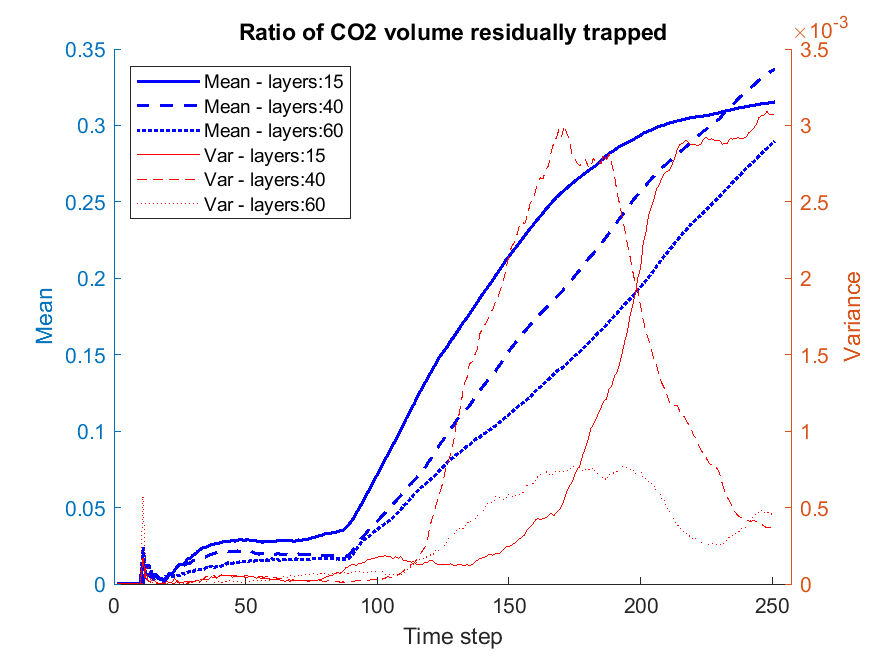 Ratio of CO2 volume residually trapped
×10-3
Mean - layers:15
Mean - layers:40
Mean - layers:60
Var - layers:15
Var - layers:40
Var - layers:60
0.35
0.3
0.25
0.2
0.15
0.1
0.05
0
Mean
3.5
3
2.5
2
1.5
1
0.5
0
Variance
0 50 100 150 200 250
Time step